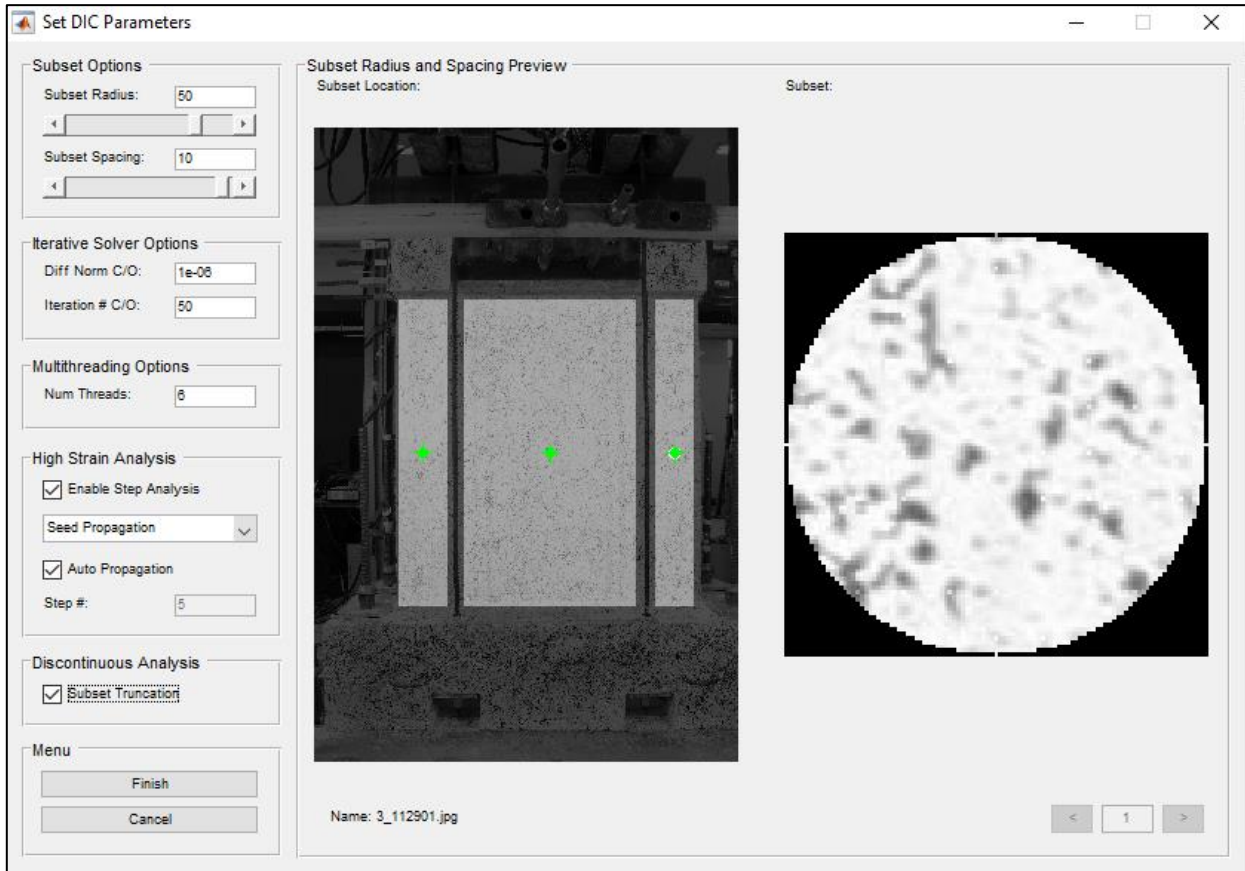 Set DIC Parameters
Subset Options
Subset Radius: 50
Subset Spacing: 10
Iterative Solver Options
Diff Norm C/O: 1e-06
Iteration # C/O: 50
Multithreading Options
Num Threads: 6
High Strain Analysis
Enable Step Analysis
Seed Propagation
Auto Propagation
Step #: 5
Discontinuous Analysis
Subset Truncation
Menu
Finish
Cancel
Subset Radius and Spacing Preview
Subset Location:
Subset:
Name: 3_112901.jpg
< 1 >